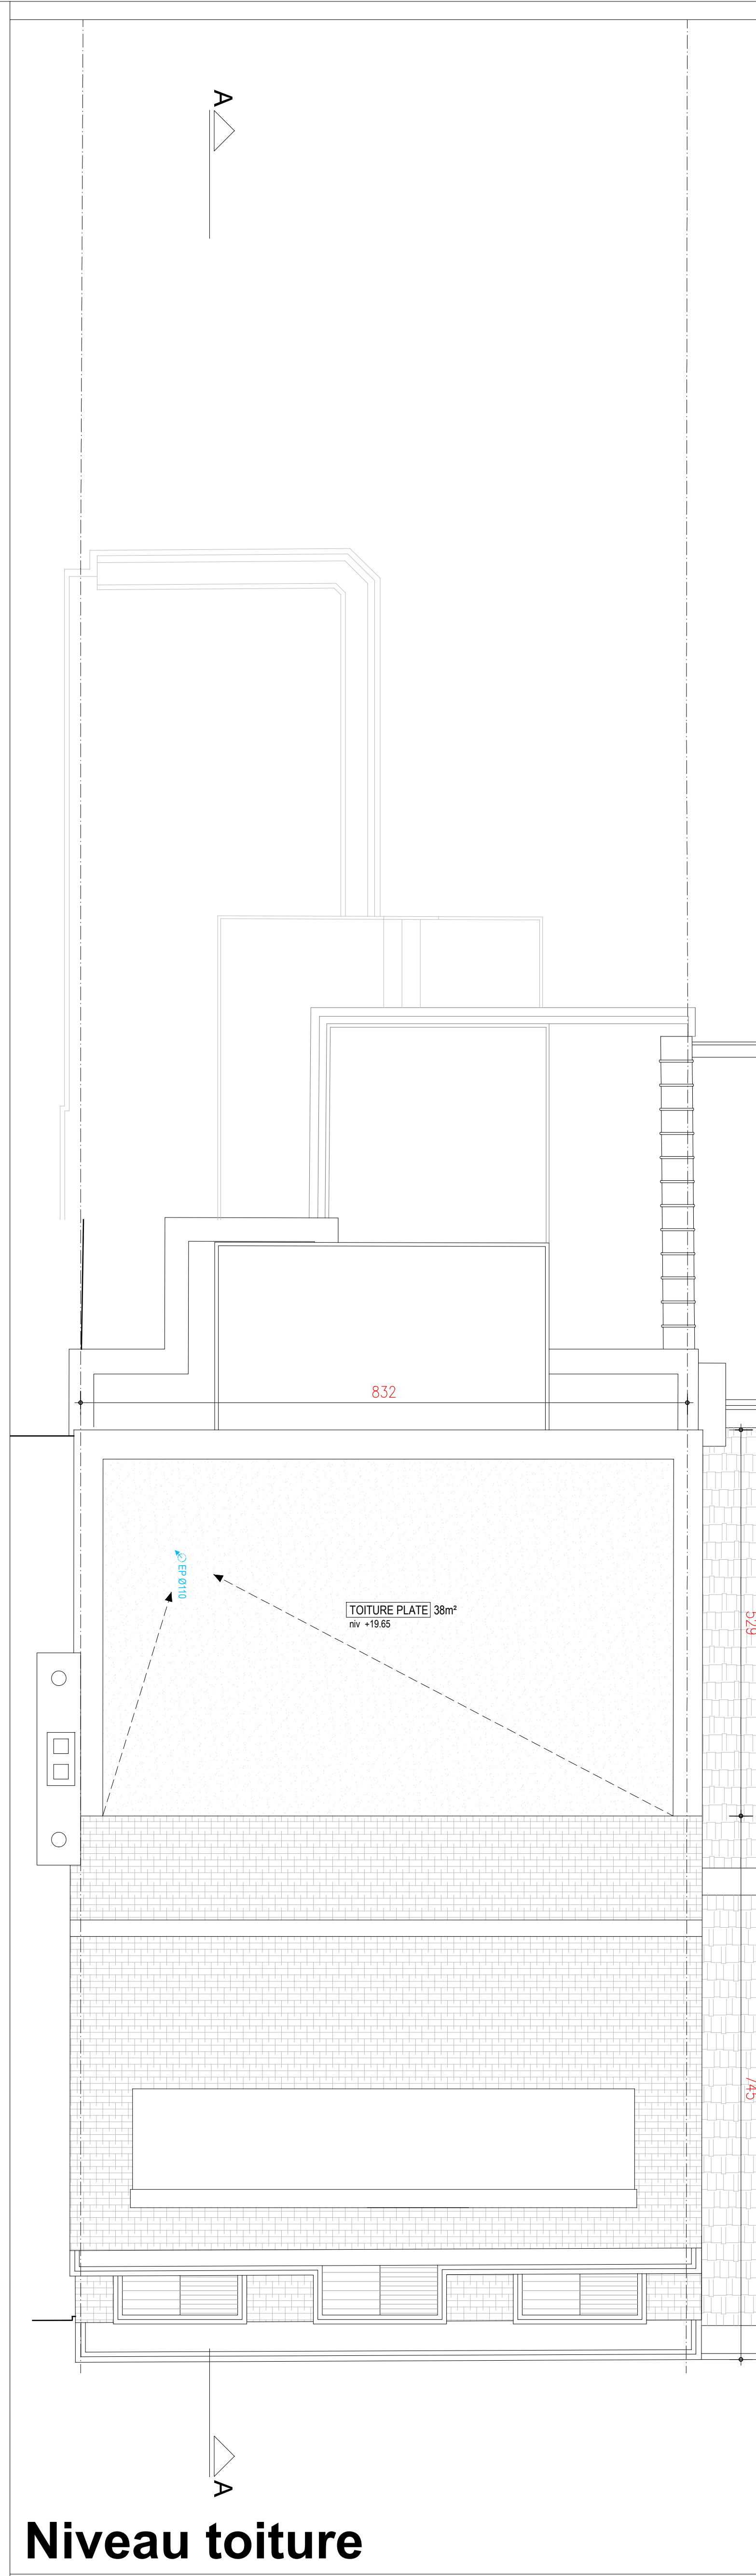 A
832
EP Ø110
TOITURE PLATE 38m²
niv +19.65
529
745
A
Niveau toiture